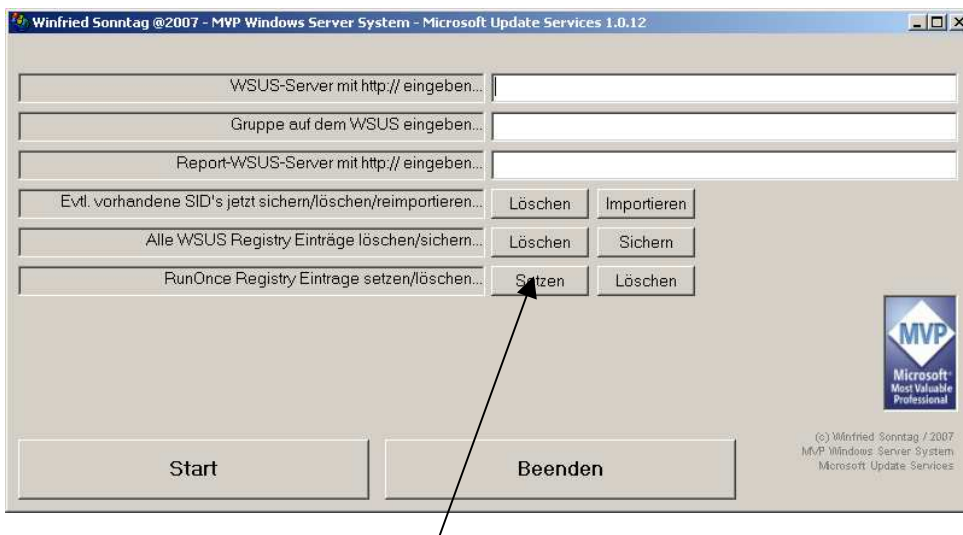 Winfried Sonntag @2007 - MVP Windows Server System - Microsoft Update Services 1.0.12
WSUS-Server mit http:// eingeben...
Gruppe auf dem WSUS eingeben...
Report-WSUS-Server mit http:// eingeben...
Evtl. vorhandene SID's jetzt sichern/löschen/reimportieren... Löschen Importieren
Alle WSUS Registry Einträge löschen/sichern... Löschen Sichern
RunOnce Registry Eintrage setzen/löschen... Setzen Löschen
MVP
Microsoft
Most Valuable
Professional
(c) Winfried Sonntag / 2007
MVP Windows Server System
Microsoft Update Services
Start Beenden